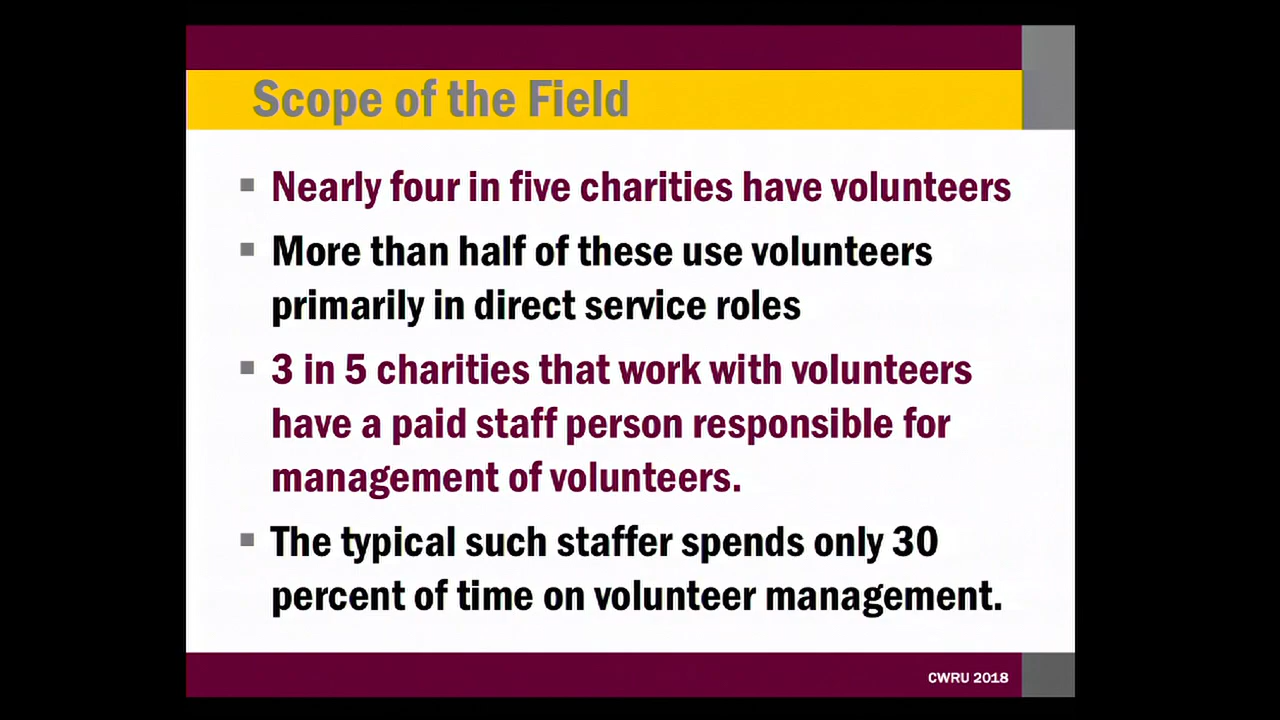 Scope of the Field
Nearly four in five charities have volunteers
More than half of these use volunteers
primarily in direct service roles
3 in 5 charities that work with volunteers
have a paid staff person responsible for
management of volunteers.
The typical such staffer spends only 30
percent of time on volunteer management.
CWRU 2018